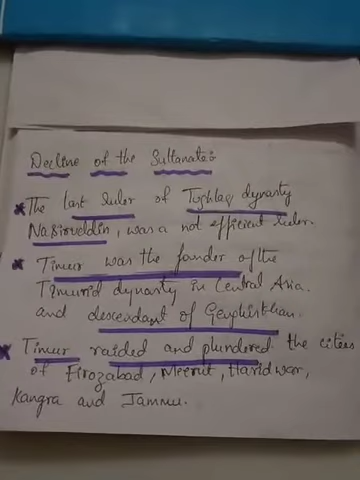 Decline of the Sultanate:
* The last ruler of Tughlaq dynasty
Nasiruddin, was a not efficient ruler.
* Timur was the founder of the
Timurid dynasty in Central Asia.
and descendant of Genghiskhan.
* Timur raided and plundered the cities
of Firozabad, Meerut, Haridwar,
Kangra and Jammu.